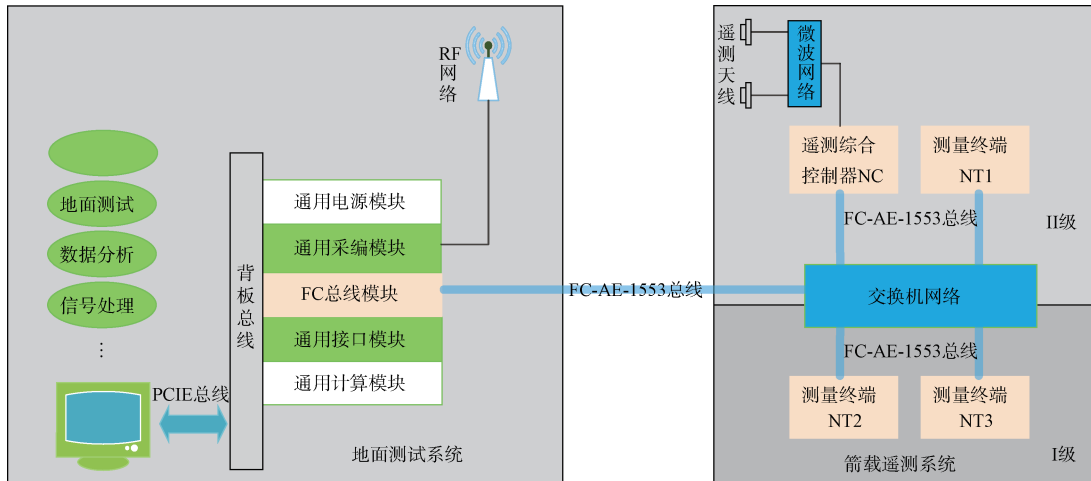 RF
网
络
地面测试
数据分析
信号处理
⋮
PCIE总线
背
板
总
线
通用电源模块
通用采编模块
FC总线模块
通用接口模块
通用计算模块
地面测试系统
FC-AE-1553总线
遥
测
天
线
微
波
网
络
遥测综合
控制器NC
测量终端
NT1
FC-AE-1553总线
II级
交换机网络
FC-AE-1553总线
测量终端
NT2
测量终端
NT3
箭载遥测系统
I级